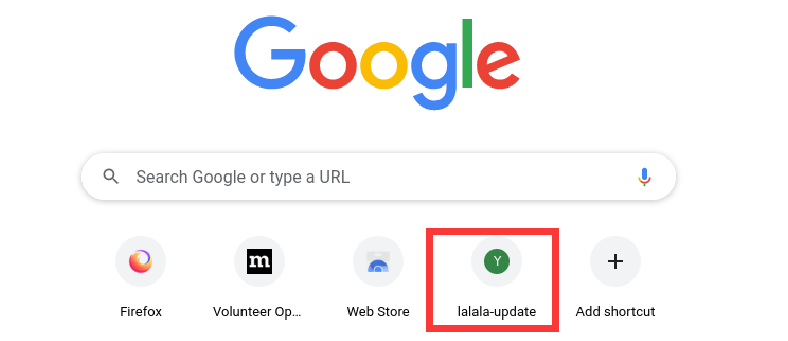 Google
Search Google or type a URL
m
Y
Firefox
Volunteer Op...
Web Store
lalala-update
Add shortcut